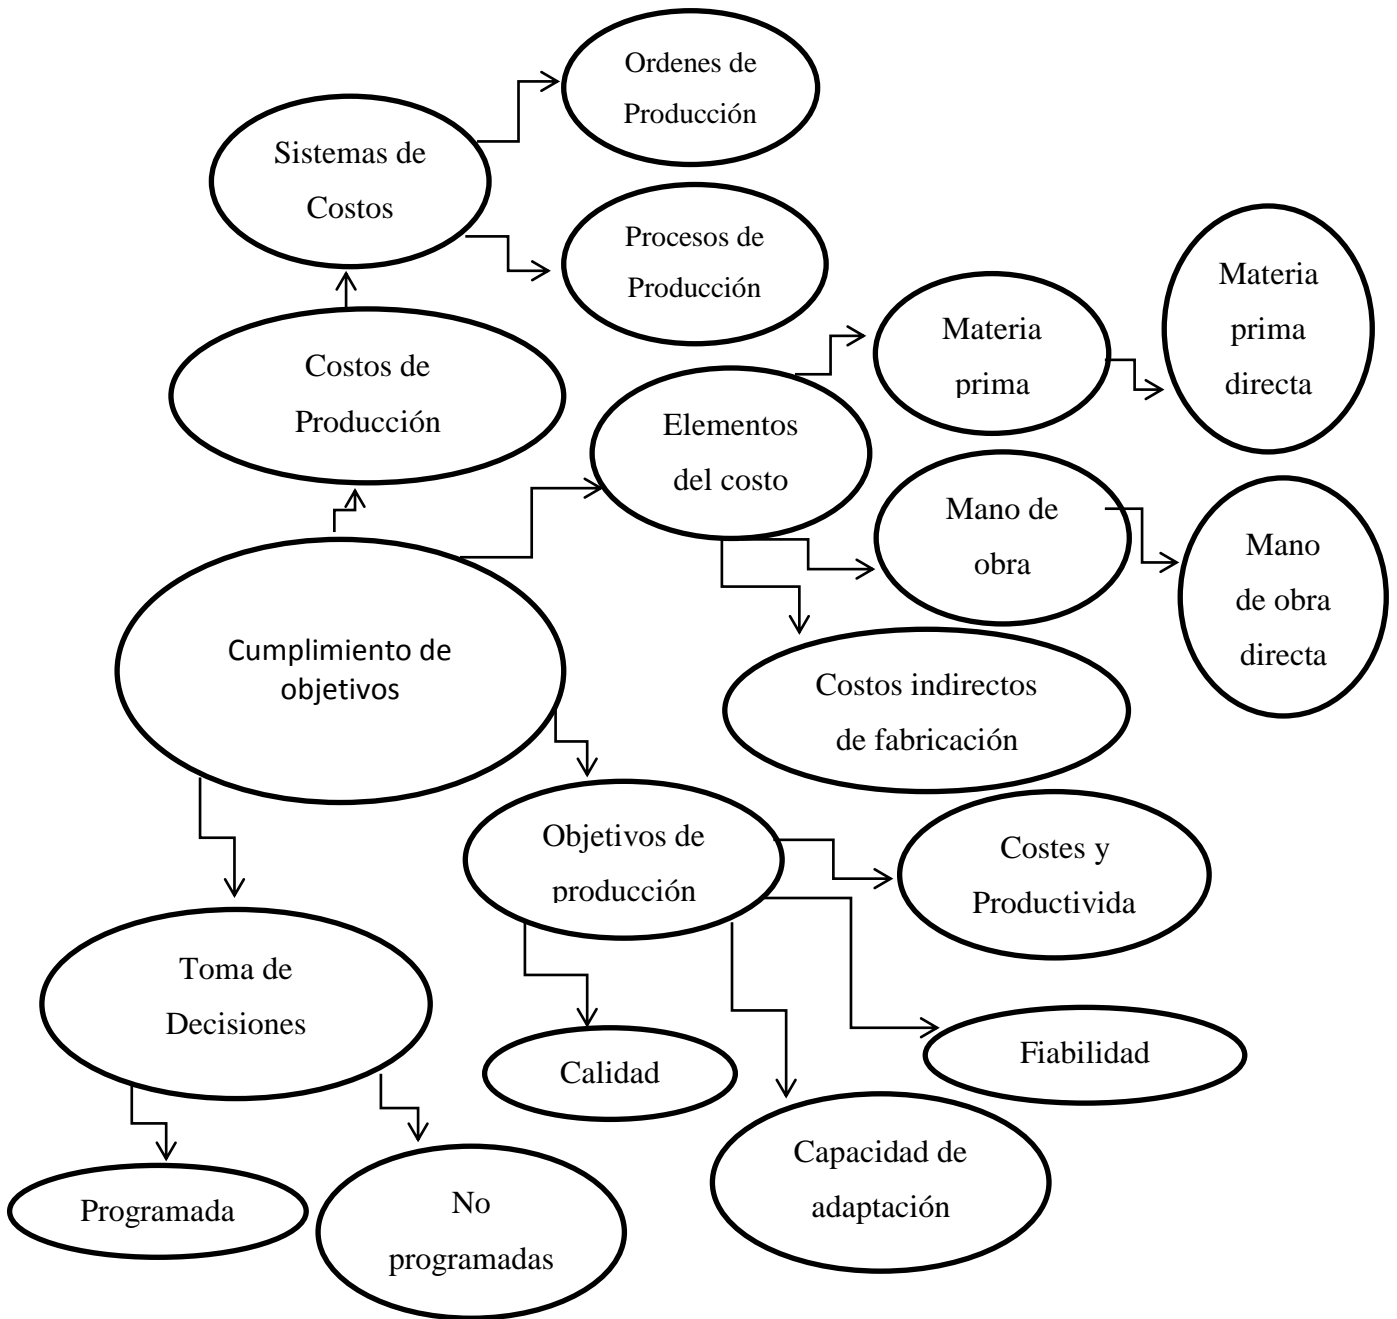 Ordenes de
Producción
Sistemas de
Costos
Procesos de
Producción
Costos de
Producción
Elementos
del costo
Materia
prima
Materia
prima
directa
Mano de
obra
Mano
de obra
directa
Costos indirectos
de fabricación
Cumplimiento de
objetivos
Objetivos de
producción
Costes y
Productivida
Fiabilidad
Calidad
Capacidad de
adaptación
Toma de
Decisiones
Programada
No
programadas